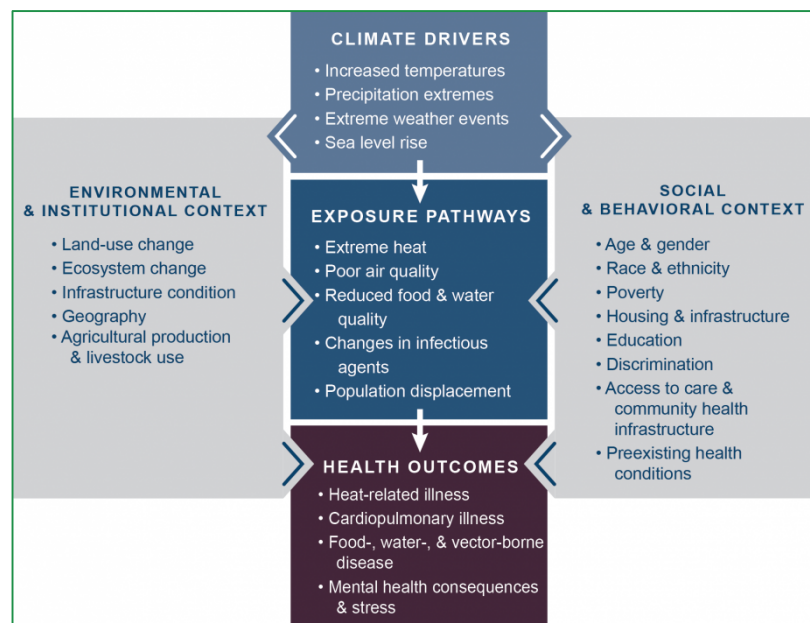 CLIMATE DRIVERS
• Increased temperatures
• Precipitation extremes
• Extreme weather events
• Sea level rise
ENVIRONMENTAL
& INSTITUTIONAL CONTEXT
• Land-use change
• Ecosystem change
• Infrastructure condition
• Geography
• Agricultural production
& livestock use
EXPOSURE PATHWAYS
• Extreme heat
• Poor air quality
• Reduced food & water
quality
• Changes in infectious
agents
• Population displacement
SOCIAL
& BEHAVIORAL CONTEXT
• Age & gender
• Race & ethnicity
• Poverty
• Housing & infrastructure
• Education
• Discrimination
• Access to care &
community health
infrastructure
• Preexisting health
conditions
HEALTH OUTCOMES
• Heat-related illness
• Cardiopulmonary illness
• Food-, water-, & vector-borne
disease
• Mental health consequences
& stress